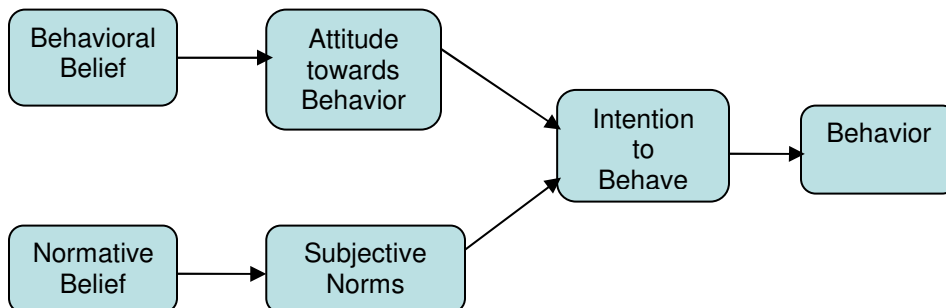 Behavioral
Belief
Attitude
towards
Behavior
Intention
to
Behave
Behavior
Normative
Belief
Subjective
Norms